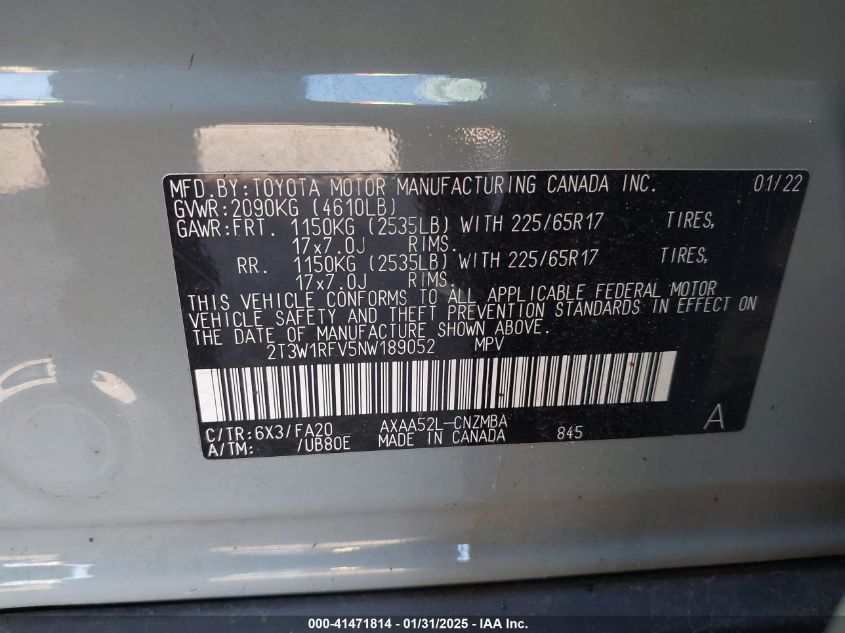 MFD.BY:TOYOTA MOTOR MANUFACTURING CANADA INC. 01/22
GVWR:2090KG (4610LB)
GAWR:FRT. 1150KG (2535LB) WITH 225/65R17 TIRES,
17x7.0J RIMS.
RR. 1150KG (2535LB) WITH 225/65R17 TIRES,
17x7.0J RIMS.
THIS VEHICLE CONFORMS TO ALL APPLICABLE FEDERAL MOTOR
VEHICLE SAFETY AND THEFT PREVENTION STANDARDS IN EFFECT ON
THE DATE OF MANUFACTURE SHOWN ABOVE.
2T3W1RFV5NW189052 MPV
C/TR:6X3/FA20 AXAA52L-CNZMBA
A/TM: /UB80E MADE IN CANADA 845 A
000-41471814 - 01/31/2025 - IAA Inc.